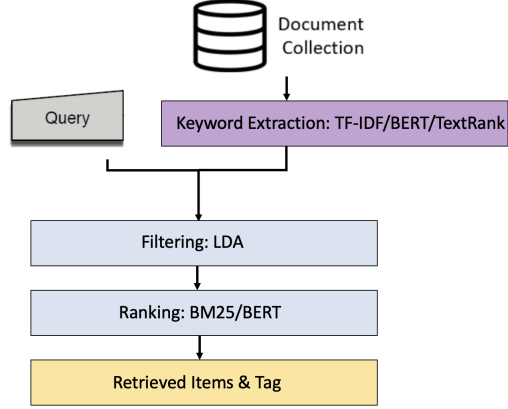 Document
Collection
Query
Keyword Extraction: TF-IDF/BERT/TextRank
Filtering: LDA
Ranking: BM25/BERT
Retrieved Items & Tag